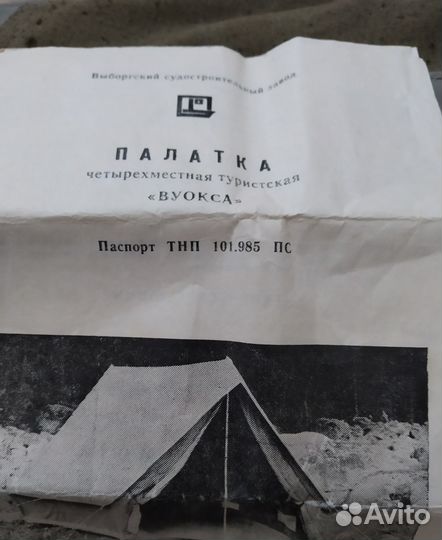 Выборгский судостроительный завод
ПАЛАТКА
четырехместная туристская
«ВУОКСА»
Паспорт ТНП 101.985 ПС
Avito